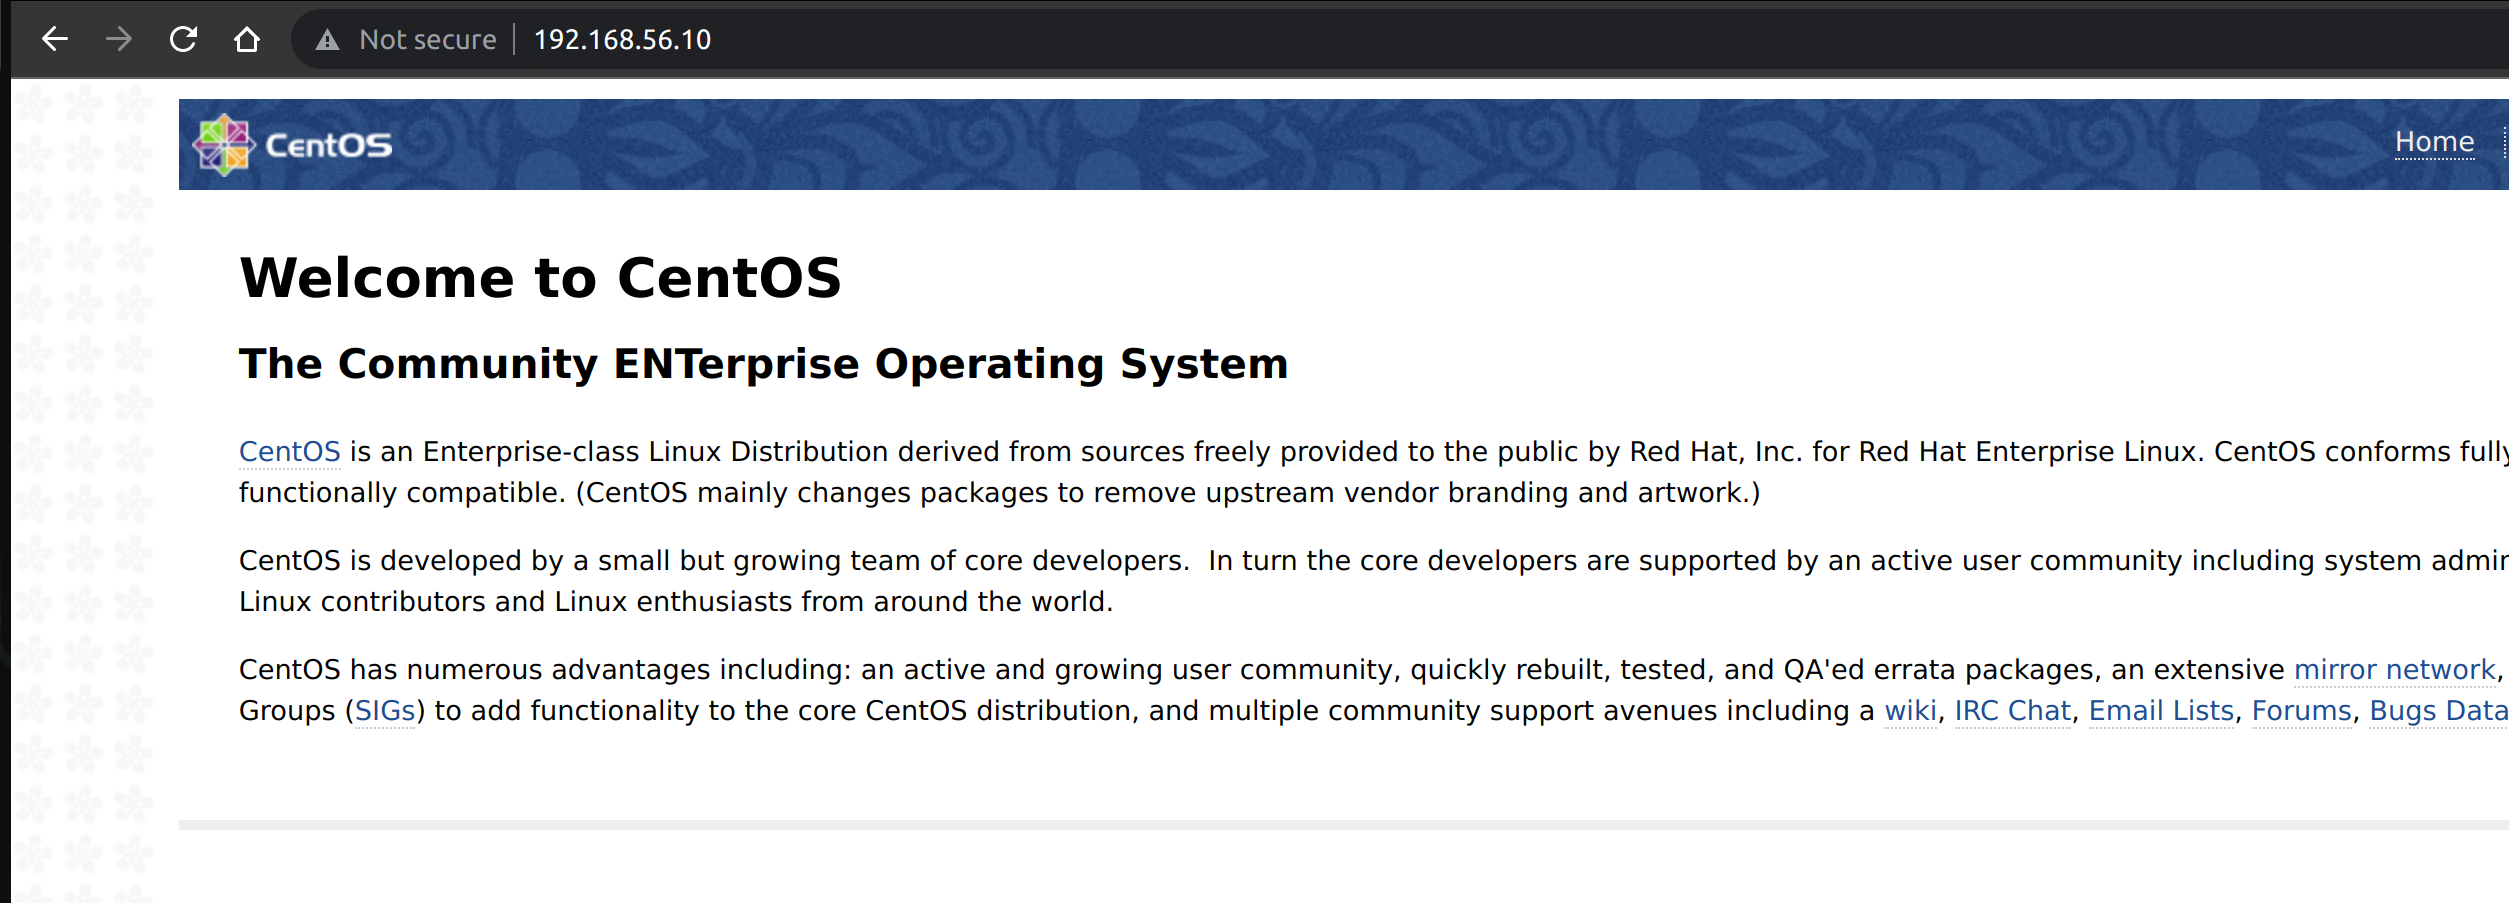 Not secure 192.168.56.10
CentOS Home
Welcome to CentOS
The Community ENTerprise Operating System
CentOS is an Enterprise-class Linux Distribution derived from sources freely provided to the public by Red Hat, Inc. for Red Hat Enterprise Linux. CentOS conforms fully
functionally compatible. (CentOS mainly changes packages to remove upstream vendor branding and artwork.)
CentOS is developed by a small but growing team of core developers.  In turn the core developers are supported by an active user community including system
Linux contributors and Linux enthusiasts from around the world.
CentOS has numerous advantages including: an active and growing user community, quickly rebuilt, tested, and QA'ed errata packages, an extensive mirror network,
Groups (SIGs) to add functionality to the core CentOS distribution, and multiple community support avenues including a wiki, IRC Chat, Email Lists, Forums, Bugs Data